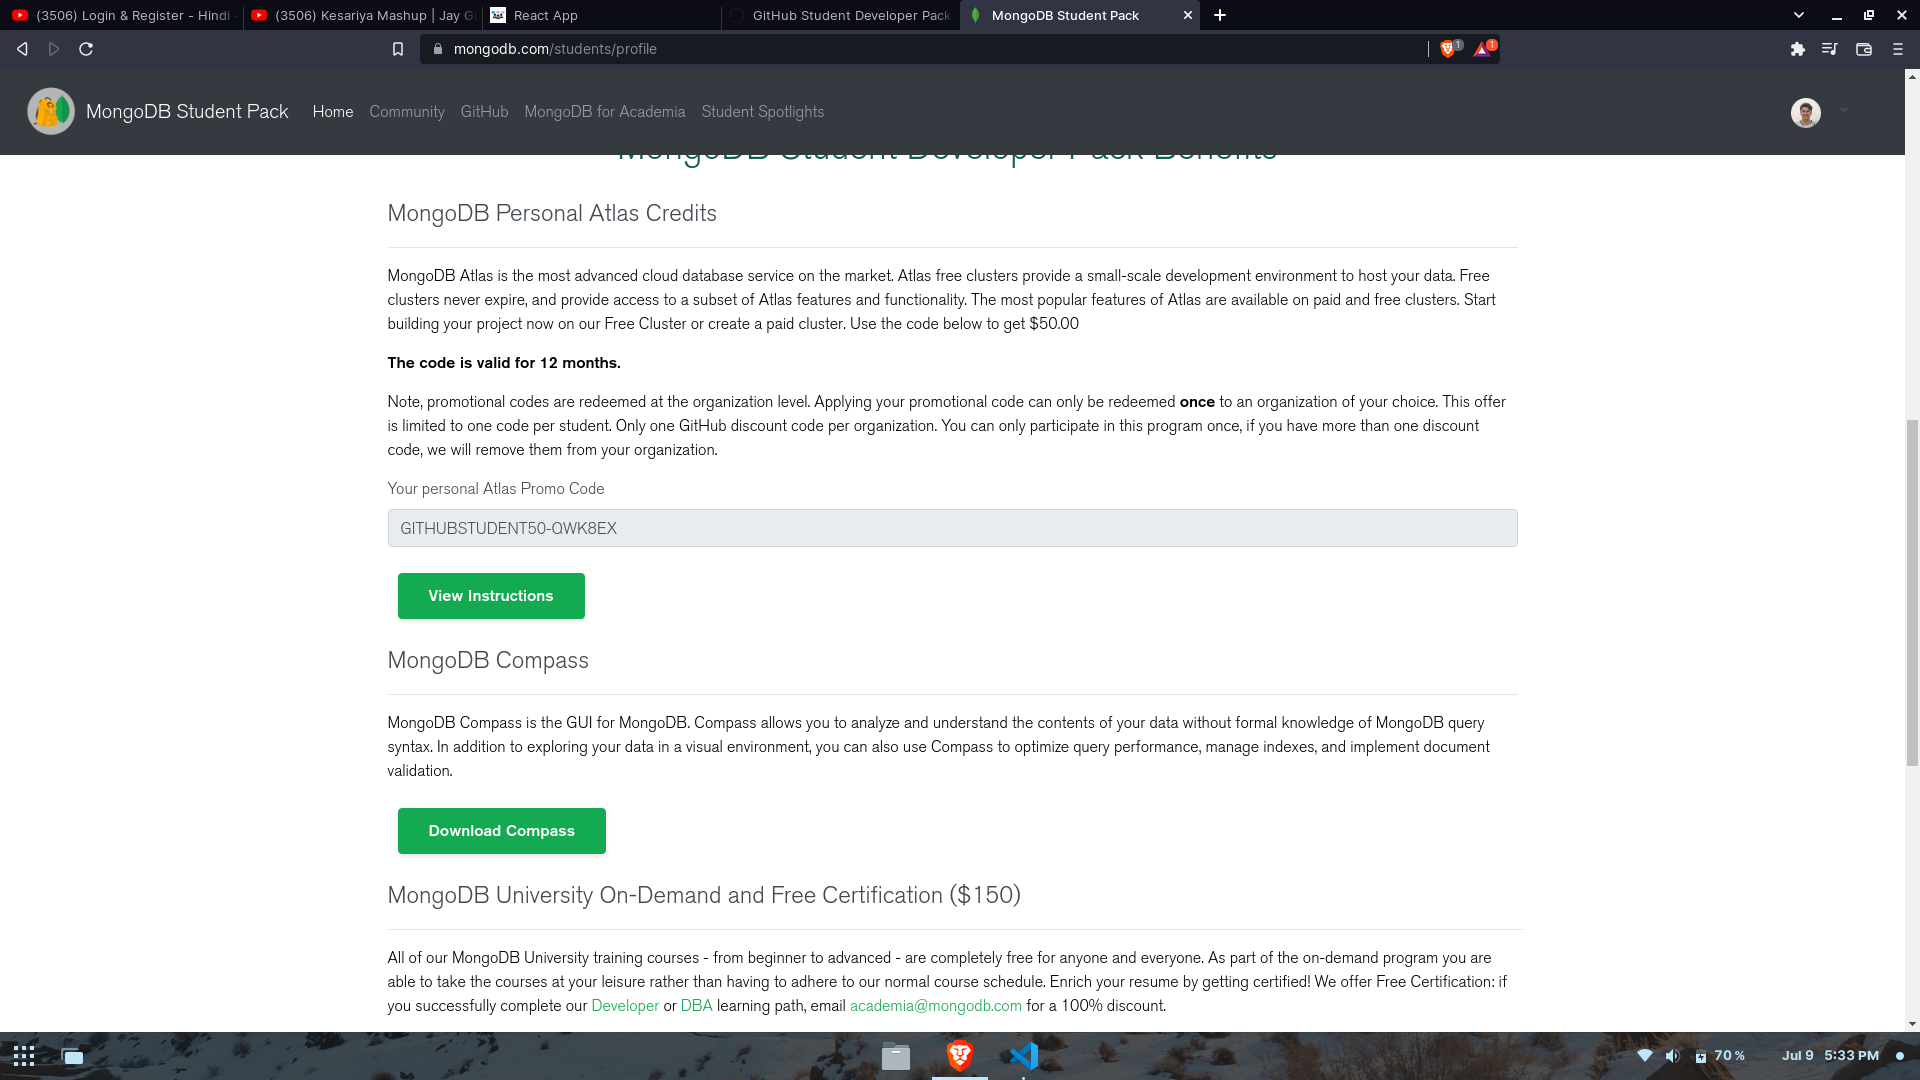 (3506) Login & Register - Hindi
(3506) Kesariya Mashup | Jay G
React App
GitHub Student Developer Pack
MongoDB Student Pack
mongodb.com/students/profile
1
1
MongoDB Student Pack
Home
Community
GitHub
MongoDB for Academia
Student Spotlights
MongoDB Student Developer Pack Benefits
MongoDB Personal Atlas Credits
MongoDB Atlas is the most advanced cloud database service on the market. Atlas free clusters provide a small-scale development environment to host your data. Free
clusters never expire, and provide access to a subset of Atlas features and functionality. The most popular features of Atlas are available on paid and free clusters. Start
building your project now on our Free Cluster or create a paid cluster. Use the code below to get $50.00
The code is valid for 12 months.
Note, promotional codes are redeemed at the organization level. Applying your promotional code can only be redeemed once to an organization of your choice. This offer
is limited to one code per student. Only one GitHub discount code per organization. You can only participate in this program once, if you have more than one discount
code, we will remove them from your organization.
Your personal Atlas Promo Code
GITHUBSTUDENT50-QWK8EX
View Instructions
MongoDB Compass
MongoDB Compass is the GUI for MongoDB. Compass allows you to analyze and understand the contents of your data without formal knowledge of MongoDB query
syntax. In addition to exploring your data in a visual environment, you can also use Compass to optimize query performance, manage indexes, and implement document
validation.
Download Compass
MongoDB University On-Demand and Free Certification ($150)
All of our MongoDB University training courses - from beginner to advanced - are completely free for anyone and everyone. As part of the on-demand program you are
able to take the courses at your leisure rather than having to adhere to our normal course schedule. Enrich your resume by getting certified! We offer Free Certification: if
you successfully complete our Developer or DBA learning path, email academia@mongodb.com for a 100% discount.
70 %
Jul 9 5:33 PM